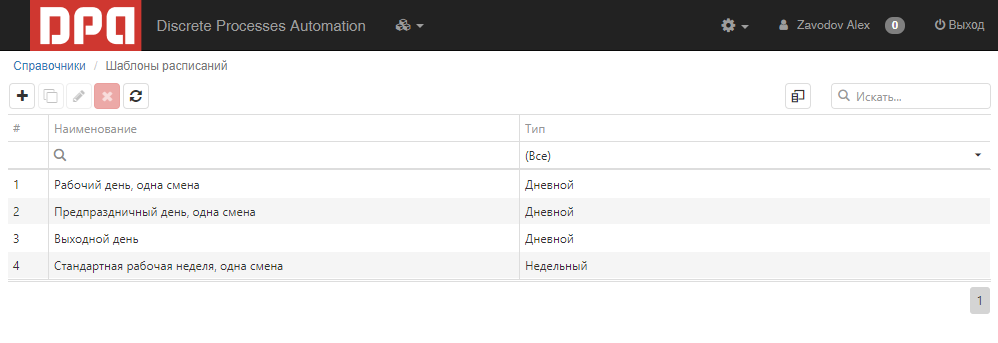 DPA Discrete Processes Automation Zavodov Alex 0 Выход
Справочники / Шаблоны расписаний
Искать...
# Наименование Тип
(Все)
1 Рабочий день, одна смена Дневной
2 Предпраздничный день, одна смена Дневной
3 Выходной день Дневной
4 Стандартная рабочая неделя, одна смена Недельный
1